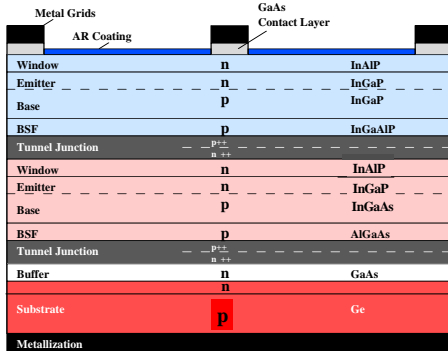 Metal Grids
GaAs
Contact Layer
AR Coating
Window n InAlP
Emitter n InGaP
Base p InGaP
BSF p InGaAlP
Tunnel Junction p++
n ++
Window n InAlP
Emitter n InGaP
Base p InGaAs
BSF p AlGaAs
Tunnel Junction p++
n ++
Buffer n GaAs
n
Substrate p Ge
Metallization